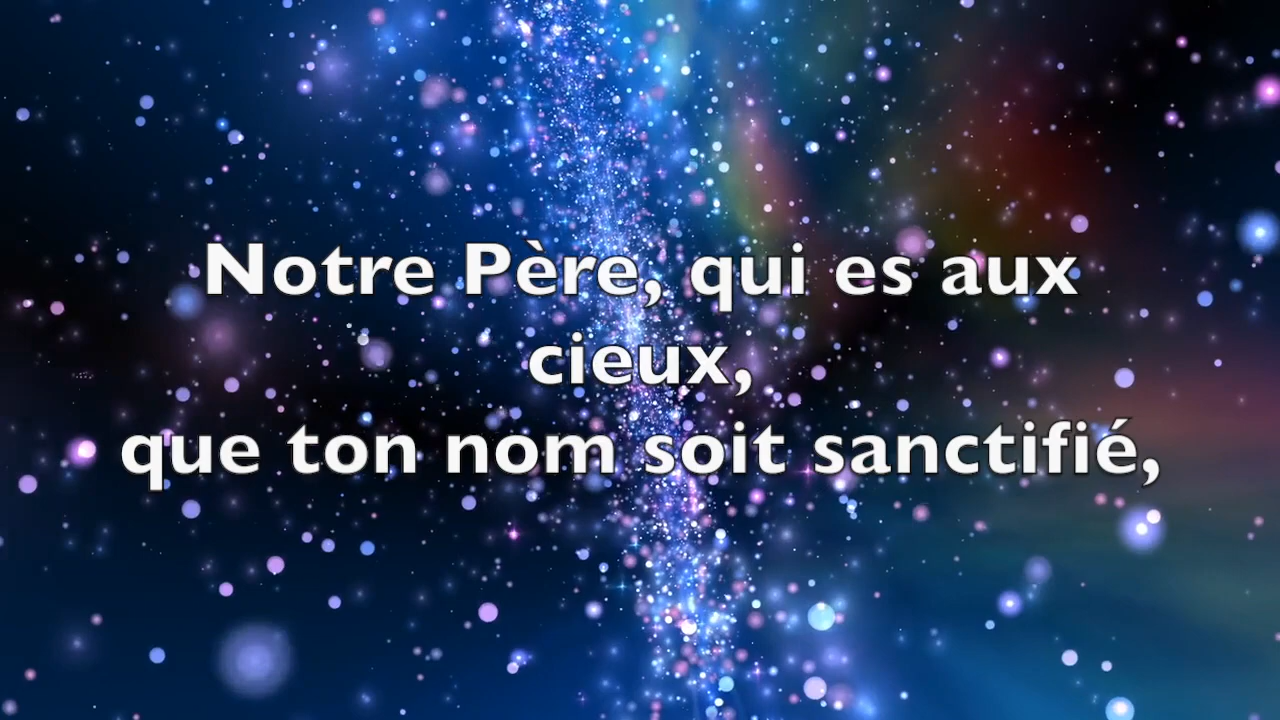 Notre Père, qui es aux
cieux,
que ton nom soit sanctifié,